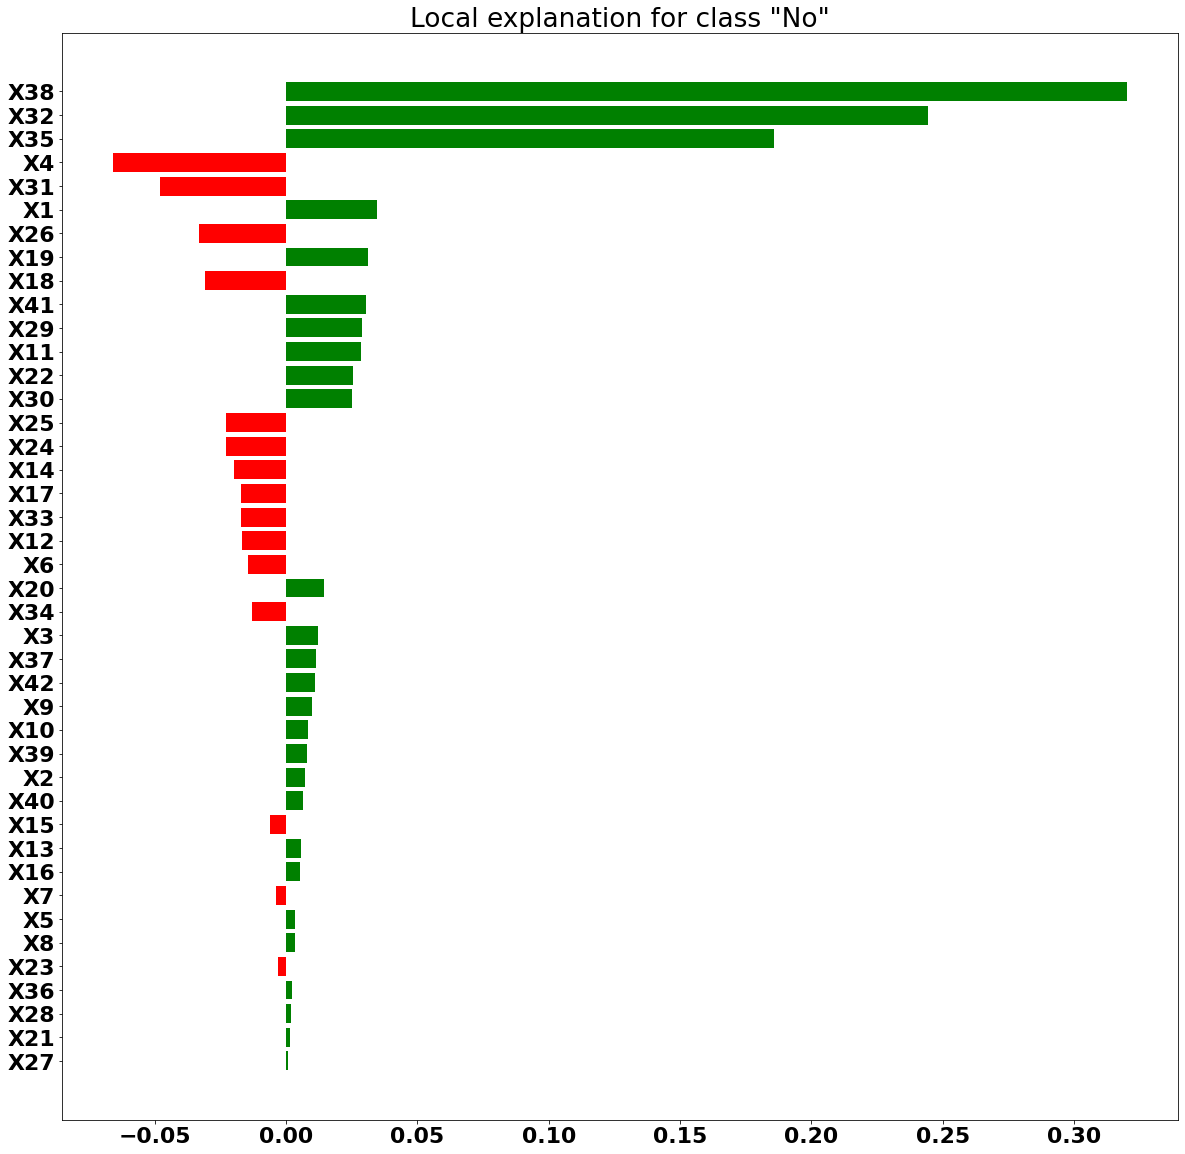 Local explanation for class "No"
X38
X32
X35
X4
X31
X1
X26
X19
X18
X41
X29
X11
X22
X30
X25
X24
X14
X17
X33
X12
X6
X20
X34
X3
X37
X42
X9
X10
X39
X2
X40
X15
X13
X16
X7
X5
X8
X23
X36
X28
X21
X27
−0.05 0.00 0.05 0.10 0.15 0.20 0.25 0.30